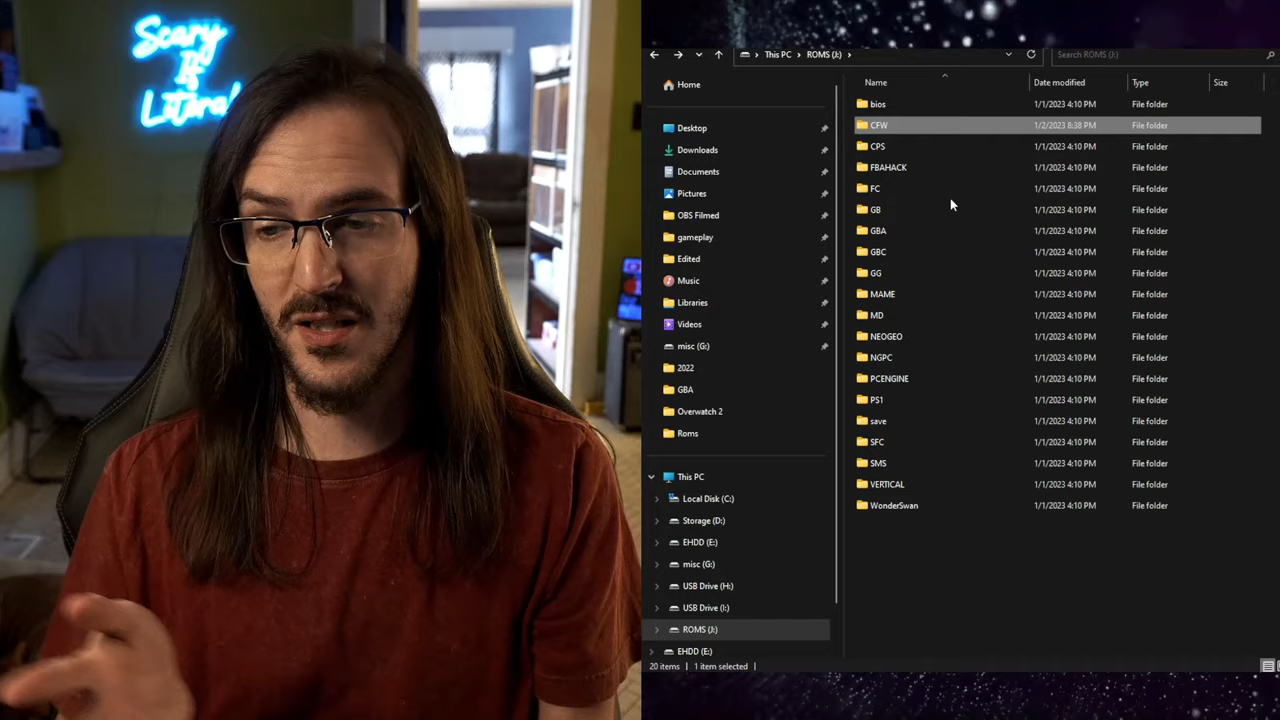 Scary
Is
Literal
This PC
ROMS (J:)
Search ROMS (J:)
Home
Desktop
Downloads
Documents
Pictures
OBS Filmed
gameplay
Edited
Music
Libraries
Videos
misc (G:)
2022
GBA
Overwatch 2
Roms
This PC
Local Disk (C:)
Storage (D:)
EHDD (E:)
misc (G:)
USB Drive (H:)
USB Drive (I:)
ROMS (J:)
EHDD (E:)
Name Date modified Type Size
bios 1/1/2023 4:10 PM File folder
CFW 1/2/2023 8:38 PM File folder
CPS 1/1/2023 4:10 PM File folder
FBAHACK 1/1/2023 4:10 PM File folder
FC 1/1/2023 4:10 PM File folder
GB 1/1/2023 4:10 PM File folder
GBA 1/1/2023 4:10 PM File folder
GBC 1/1/2023 4:10 PM File folder
GG 1/1/2023 4:10 PM File folder
MAME 1/1/2023 4:10 PM File folder
MD 1/1/2023 4:10 PM File folder
NEOGEO 1/1/2023 4:10 PM File folder
NGPC 1/1/2023 4:10 PM File folder
PCENGINE 1/1/2023 4:10 PM File folder
PS1 1/1/2023 4:10 PM File folder
save 1/1/2023 4:10 PM File folder
SFC 1/1/2023 4:10 PM File folder
SMS 1/1/2023 4:10 PM File folder
VERTICAL 1/1/2023 4:10 PM File folder
WonderSwan 1/1/2023 4:10 PM File folder
20 items 1 item selected